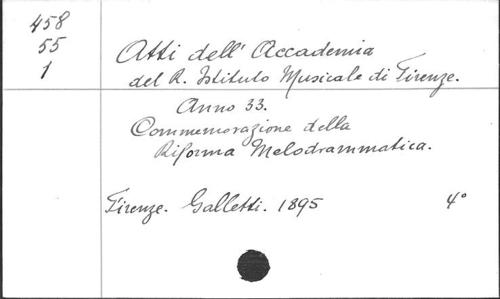 458
55
1
Atti dell' Accademia
del R. Istituto Musicale di Firenze.
Anno 33.
Commemorazione della
Riforma Melodrammatica.
Firenze. Galletti. 1895 4°